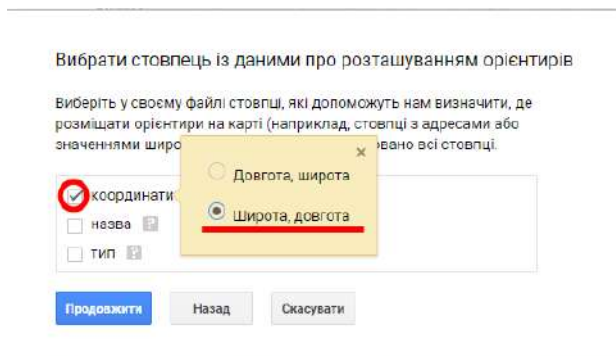 Вибрати стовпець із даними про розташуванням орієнтирів
Виберіть у своєму файлі стовпці, які допоможуть нам визначити, де
розміщати орієнтири на карті (наприклад, стовпці з адресами або
значеннями широ овано всі стовпці.
×
Довгота, широта
Широта, довгота
координати
назва ?
тип ?
Продовжити Назад Скасувати